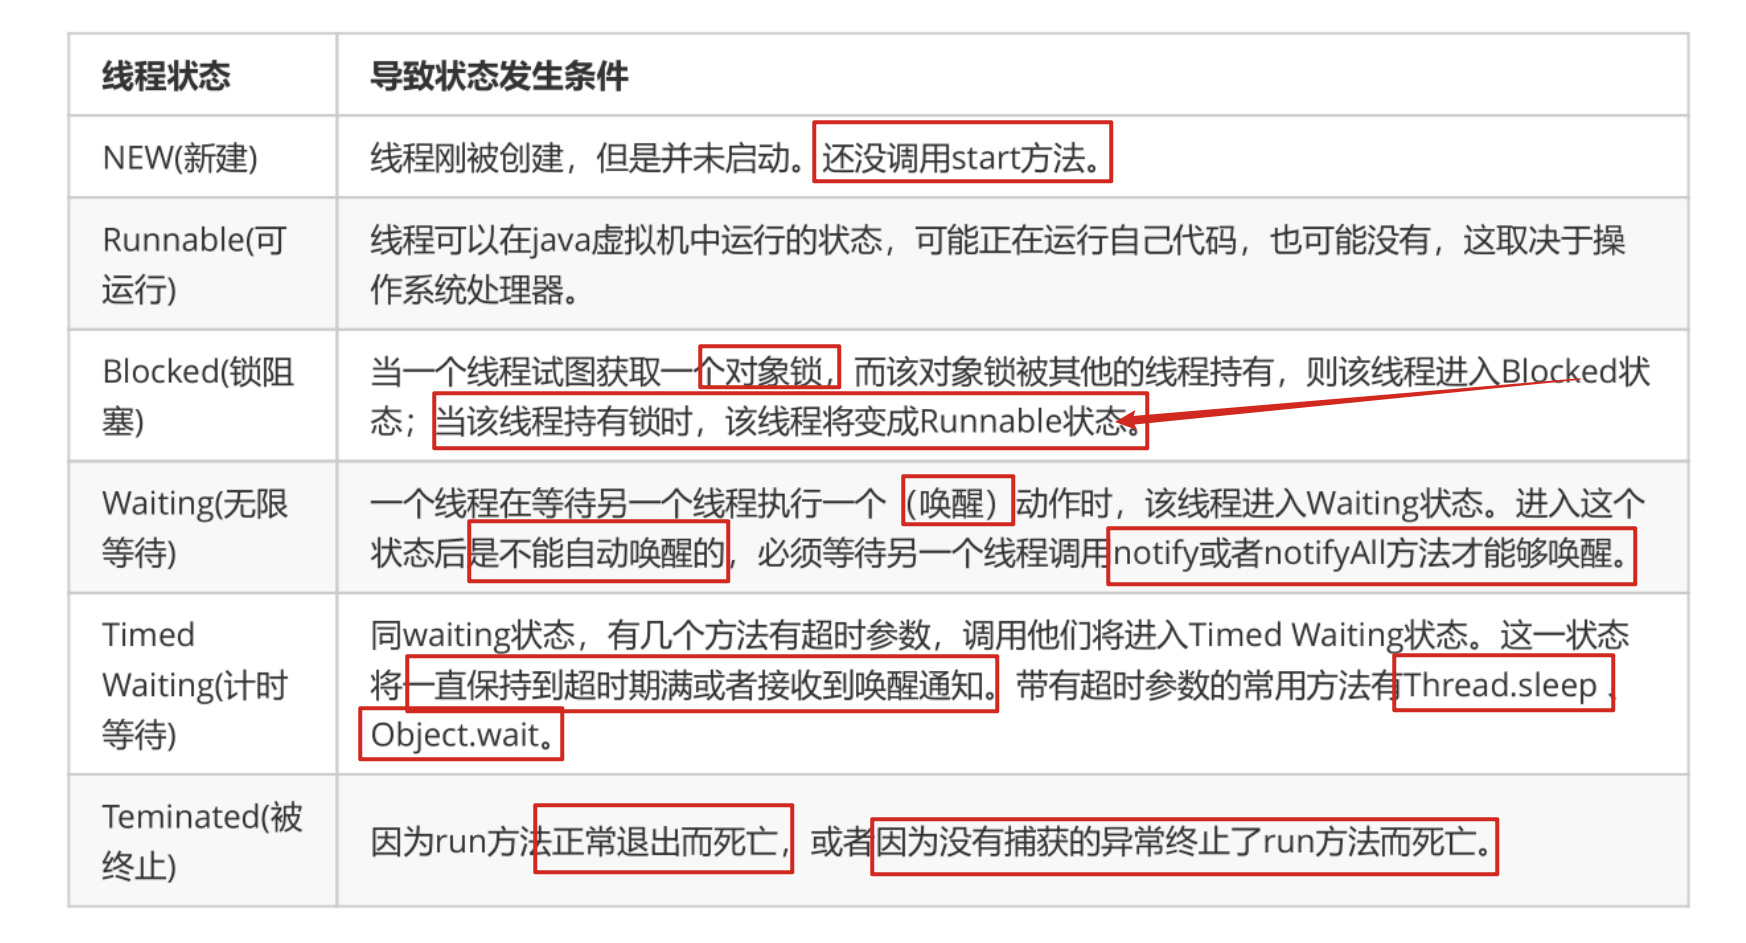 线程状态
导致状态发生条件
NEW(新建)
线程刚被创建，但是并未启动。还没调用start方法。
Runnable(可
运行)
线程可以在java虚拟机中运行的状态，可能正在运行自己代码，也可能没有，这取决于操
作系统处理器。
Blocked(锁阻
塞)
当一个线程试图获取一个对象锁，而该对象锁被其他的线程持有，则该线程进入Blocked状
态；当该线程持有锁时，该线程将变成Runnable状态。
Waiting(无限
等待)
一个线程在等待另一个线程执行一个（唤醒）动作时，该线程进入Waiting状态。进入这个
状态后是不能自动唤醒的，必须等待另一个线程调用notify或者notifyAll方法才能够唤醒。
Timed
Waiting(计时
等待)
同waiting状态，有几个方法有超时参数，调用他们将进入Timed Waiting状态。这一状态
将一直保持到超时期满或者接收到唤醒通知。带有超时参数的常用方法有Thread.sleep 、
Object.wait。
Teminated(被
终止)
因为run方法正常退出而死亡，或者因为没有捕获的异常终止了run方法而死亡。